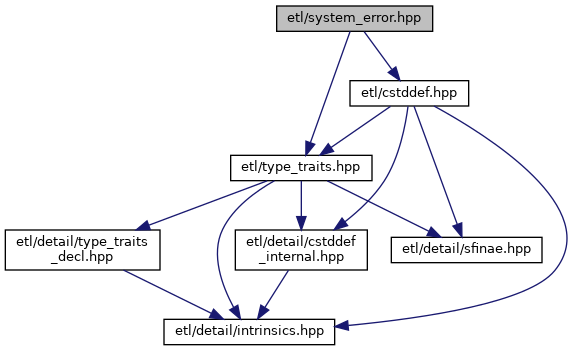 etl/system_error.hpp
etl/cstddef.hpp
etl/type_traits.hpp
etl/detail/type_traits
_decl.hpp
etl/detail/cstddef
_internal.hpp
etl/detail/sfinae.hpp
etl/detail/intrinsics.hpp